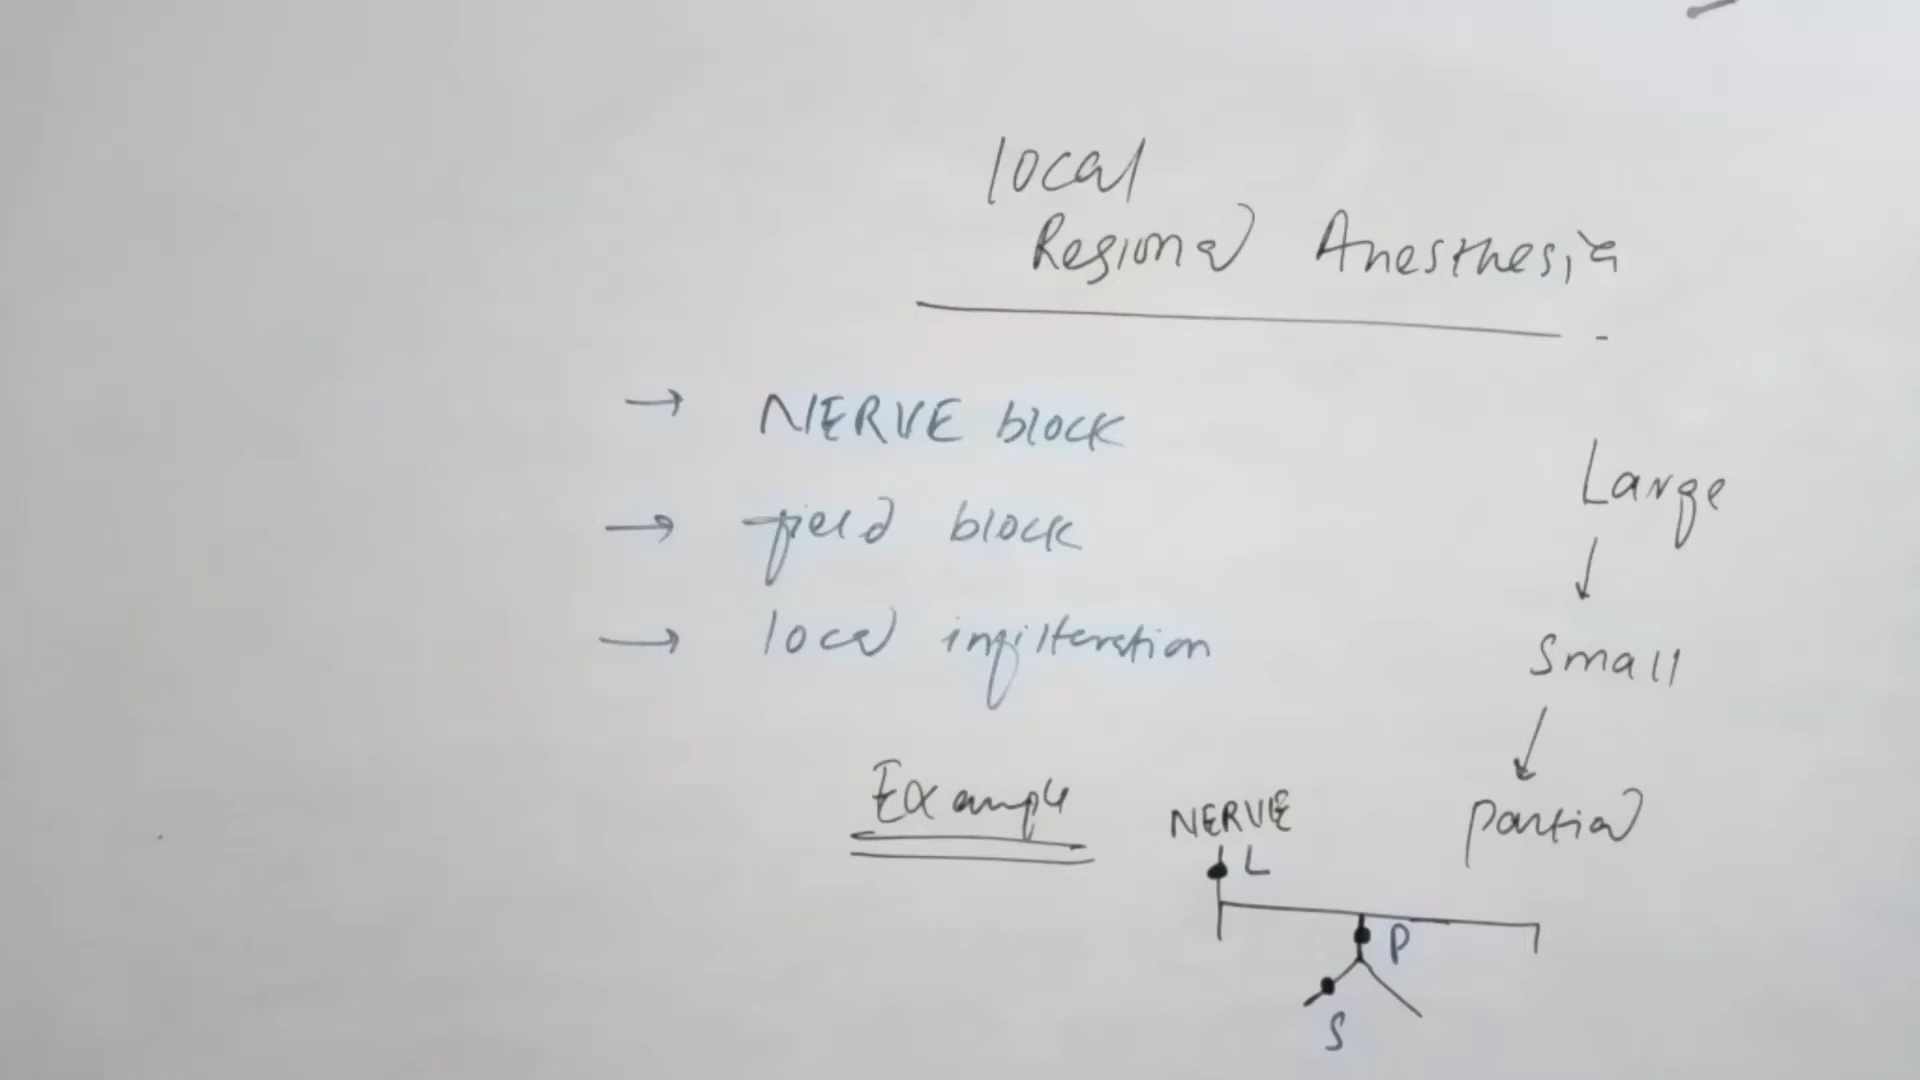 local
Regional Anesthesia
→ NERVE block
→ field block
→ local infilteration
Large
↓
Small
↓
Partial
Example
NERVE
L
P
S